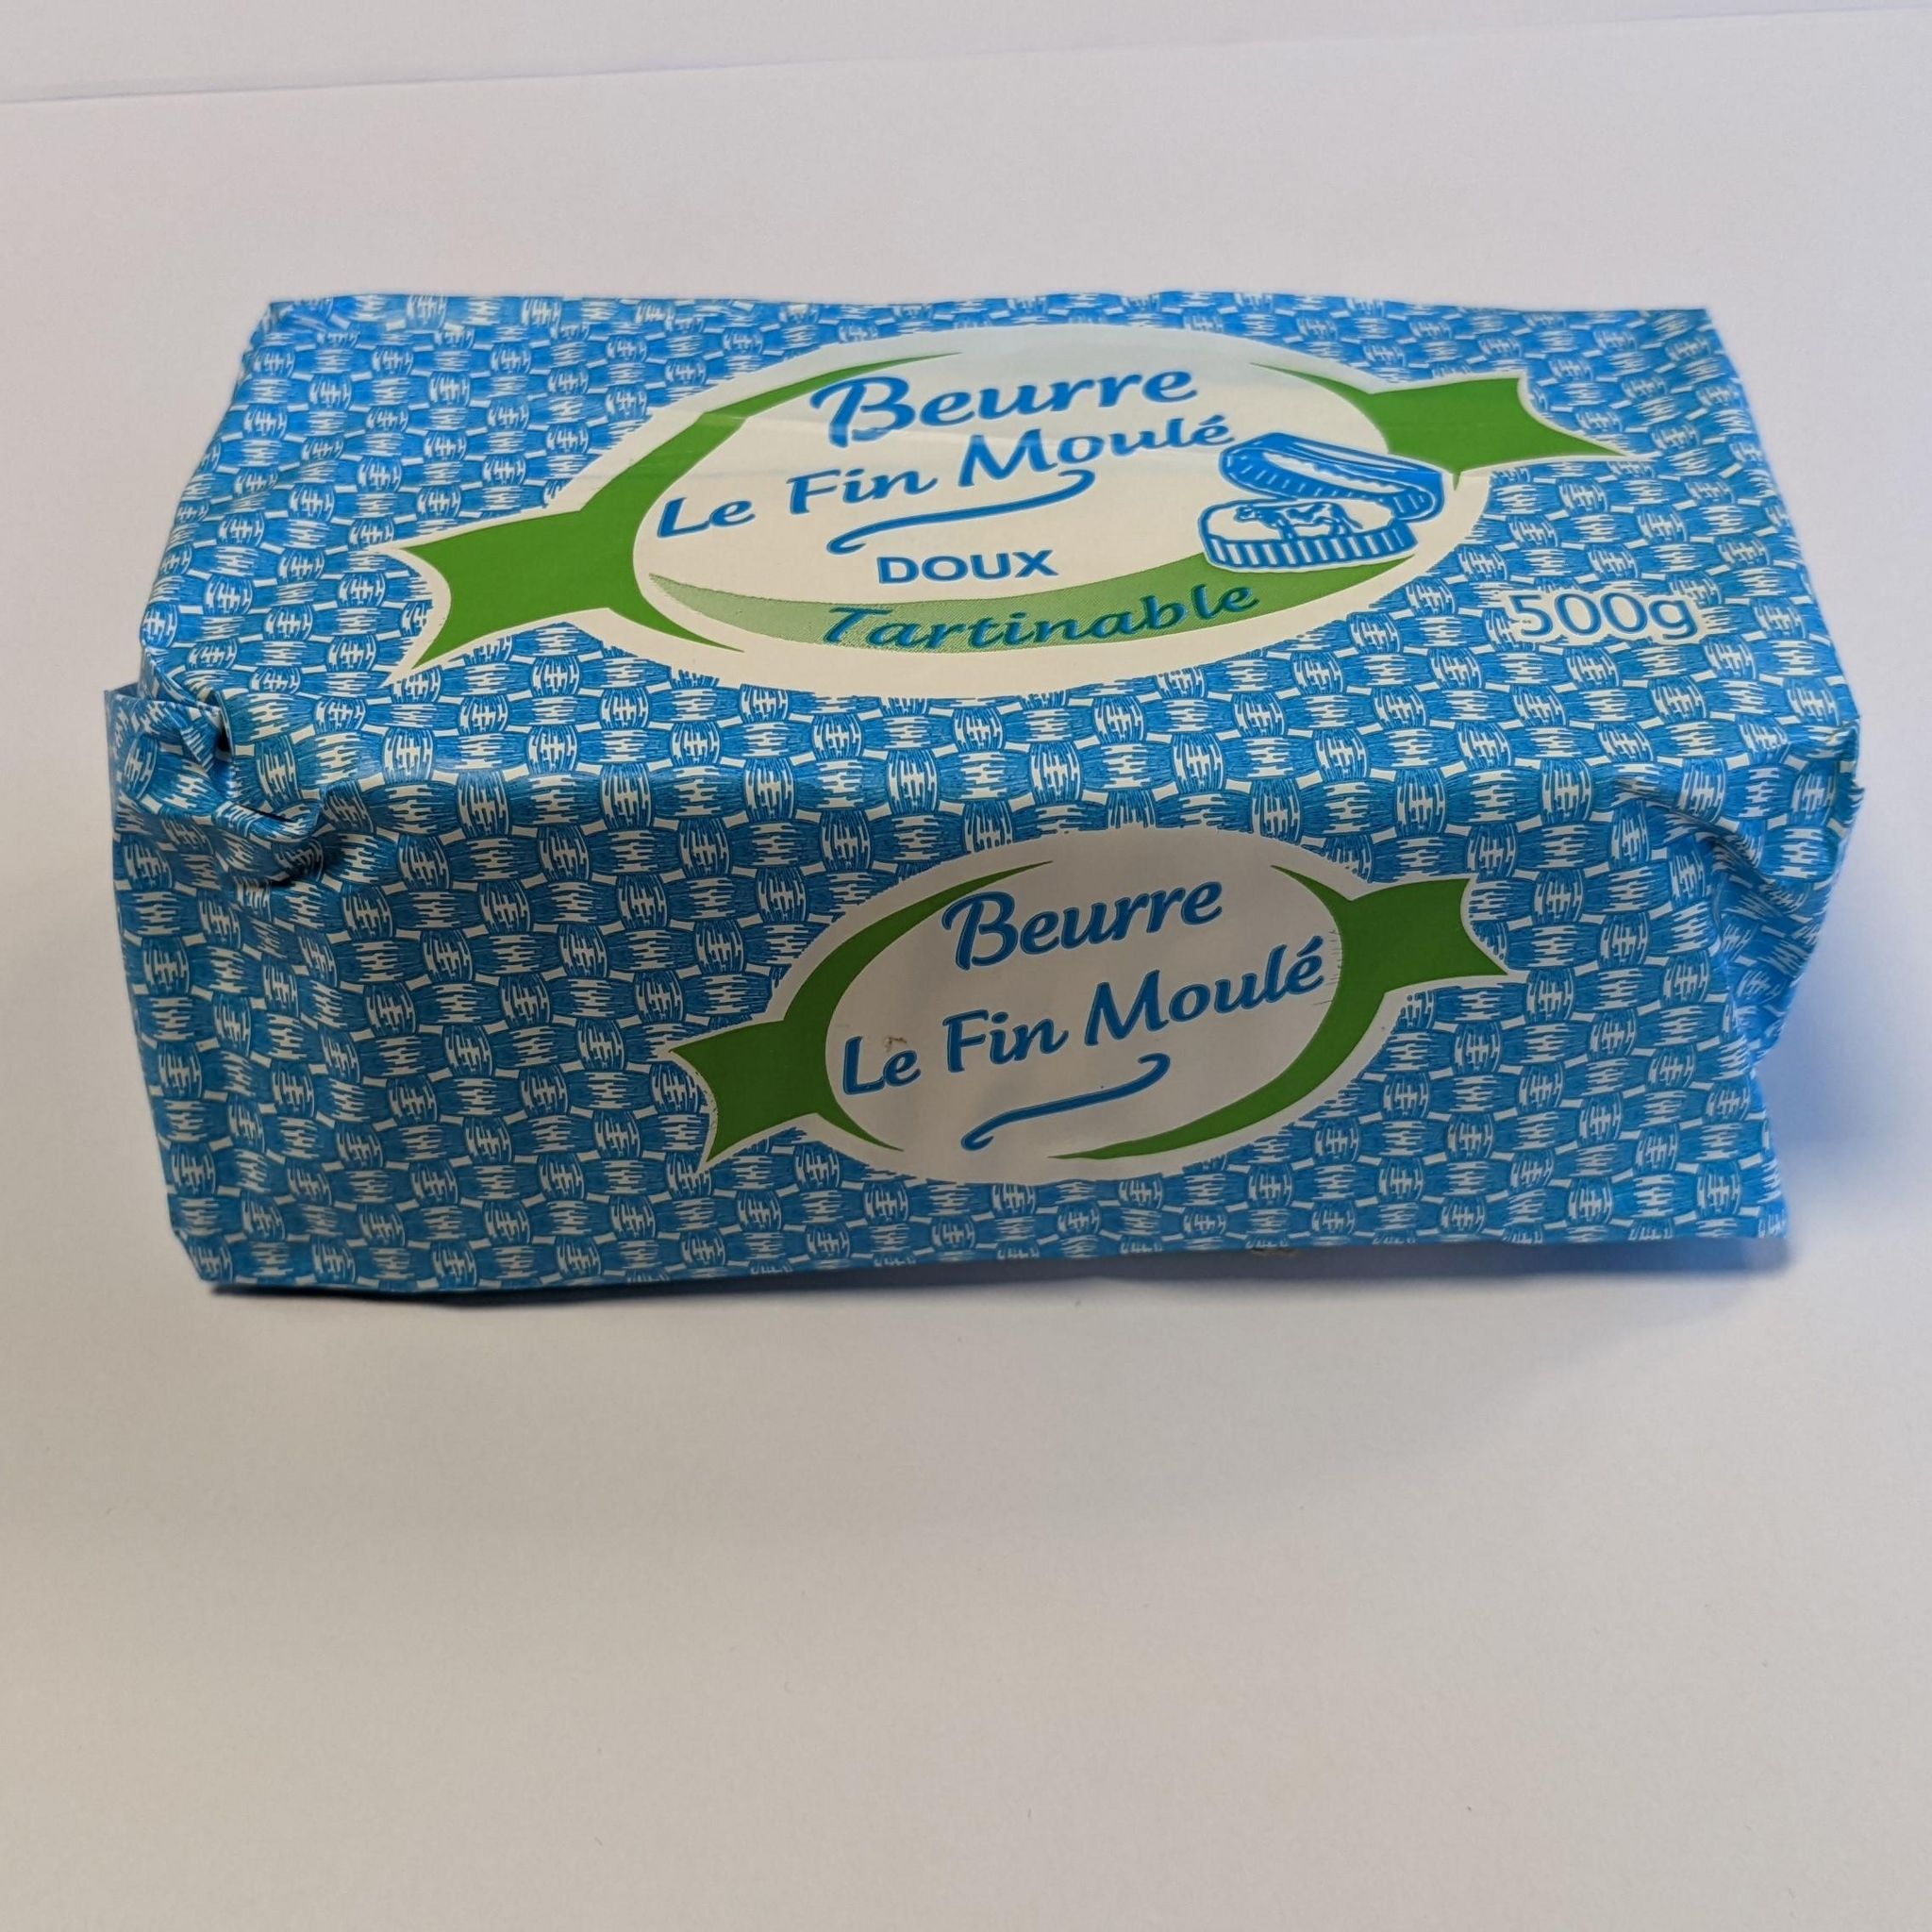 Beurre
Le Fin Moulé
DOUX
Tartinable
500g
Beurre
Le Fin Moulé